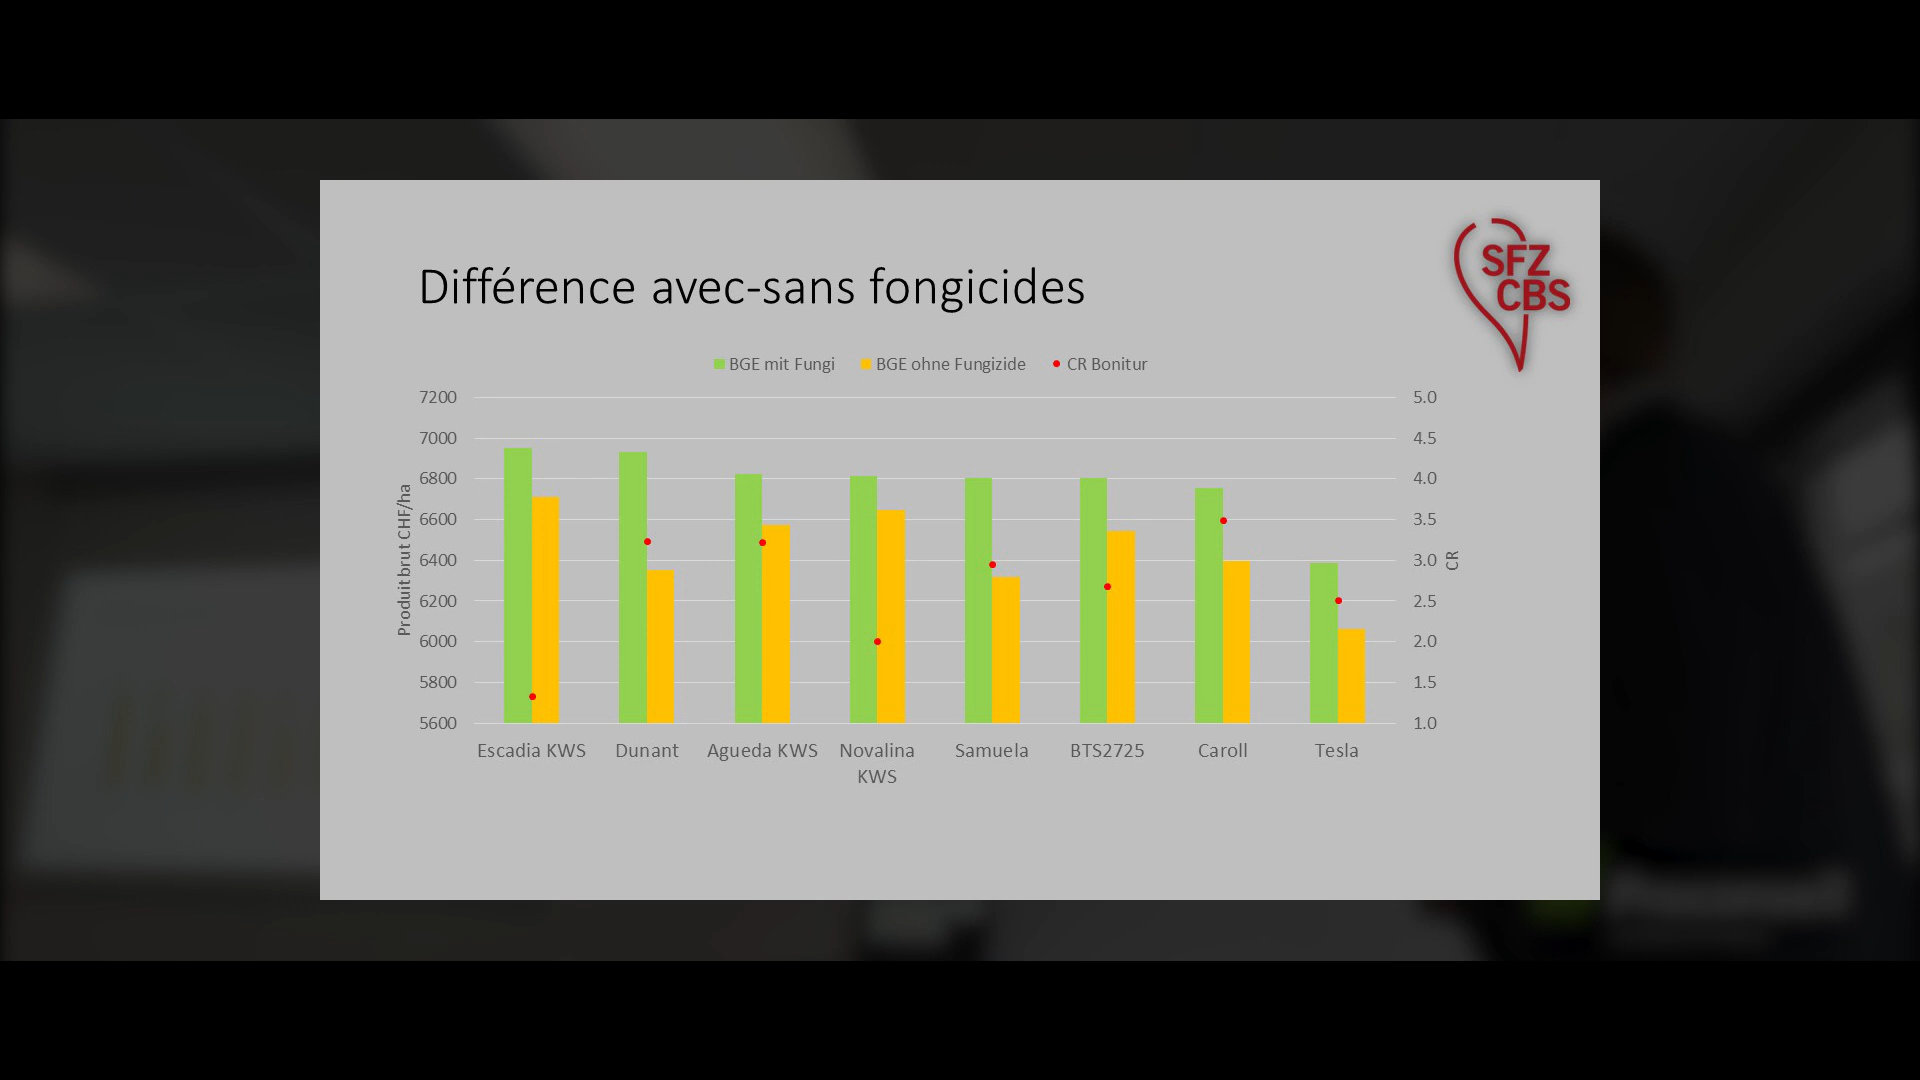 SFZ
CBS
Différence avec-sans fongicides
BGE mit Fungi BGE ohne Fungizide CR Bonitur
7200 5.0
7000 4.5
6800 4.0
6600 3.5
6400 3.0
6200 2.5
6000 2.0
5800 1.5
5600 1.0
Produit brut CHF/ha
CR
Escadia KWS Dunant Agueda KWS Novalina KWS Samuela BTS2725 Caroll Tesla